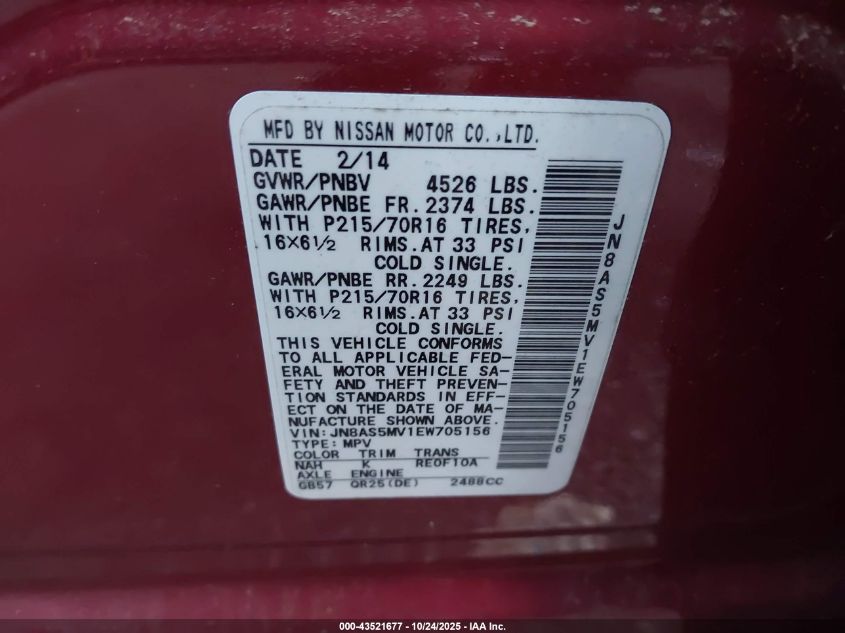 MFD BY NISSAN MOTOR CO.,LTD.
DATE 2/14
GVWR/PNBV 4526 LBS.
GAWR/PNBE FR. 2374 LBS.
WITH P215/70R16 TIRES,
16X6½ RIMS. AT 33 PSI
COLD SINGLE.
GAWR/PNBE RR. 2249 LBS.
WITH P215/70R16 TIRES,
16X6½ RIMS. AT 33 PSI
COLD SINGLE.
THIS VEHICLE CONFORMS
TO ALL APPLICABLE FED-
ERAL MOTOR VEHICLE SA-
FETY AND THEFT PREVEN-
TION STANDARDS IN EFF-
ECT ON THE DATE OF MA-
NUFACTURE SHOWN ABOVE.
VIN: JN8AS5MV1EW705156
TYPE: MPV
COLOR TRIM TRANS
NAH K RE0F10A
AXLE ENGINE
GB57 QR25(DE) 2488CC
JN8AS5MV1EW705156
000-43521677 - 10/24/2025 - IAA Inc.